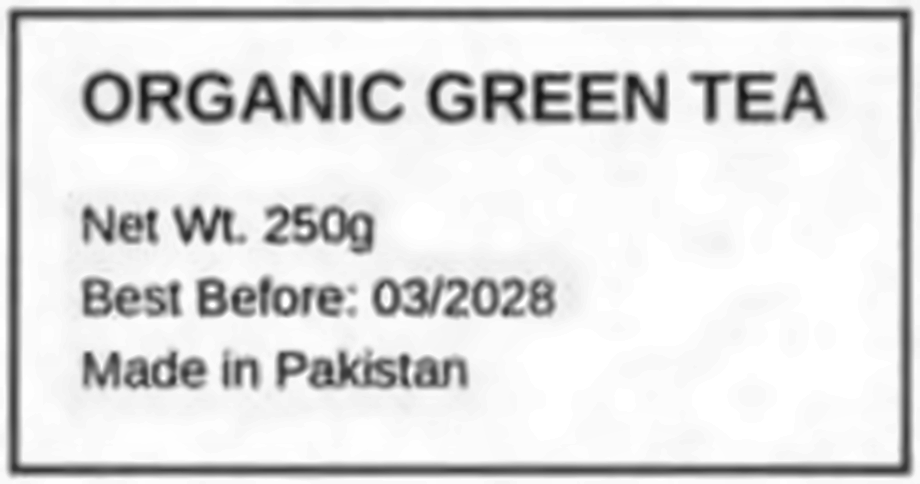 ORGANIC GREEN TEA
Net Wt. 250g
Best Before: 03/2028
Made in Pakistan